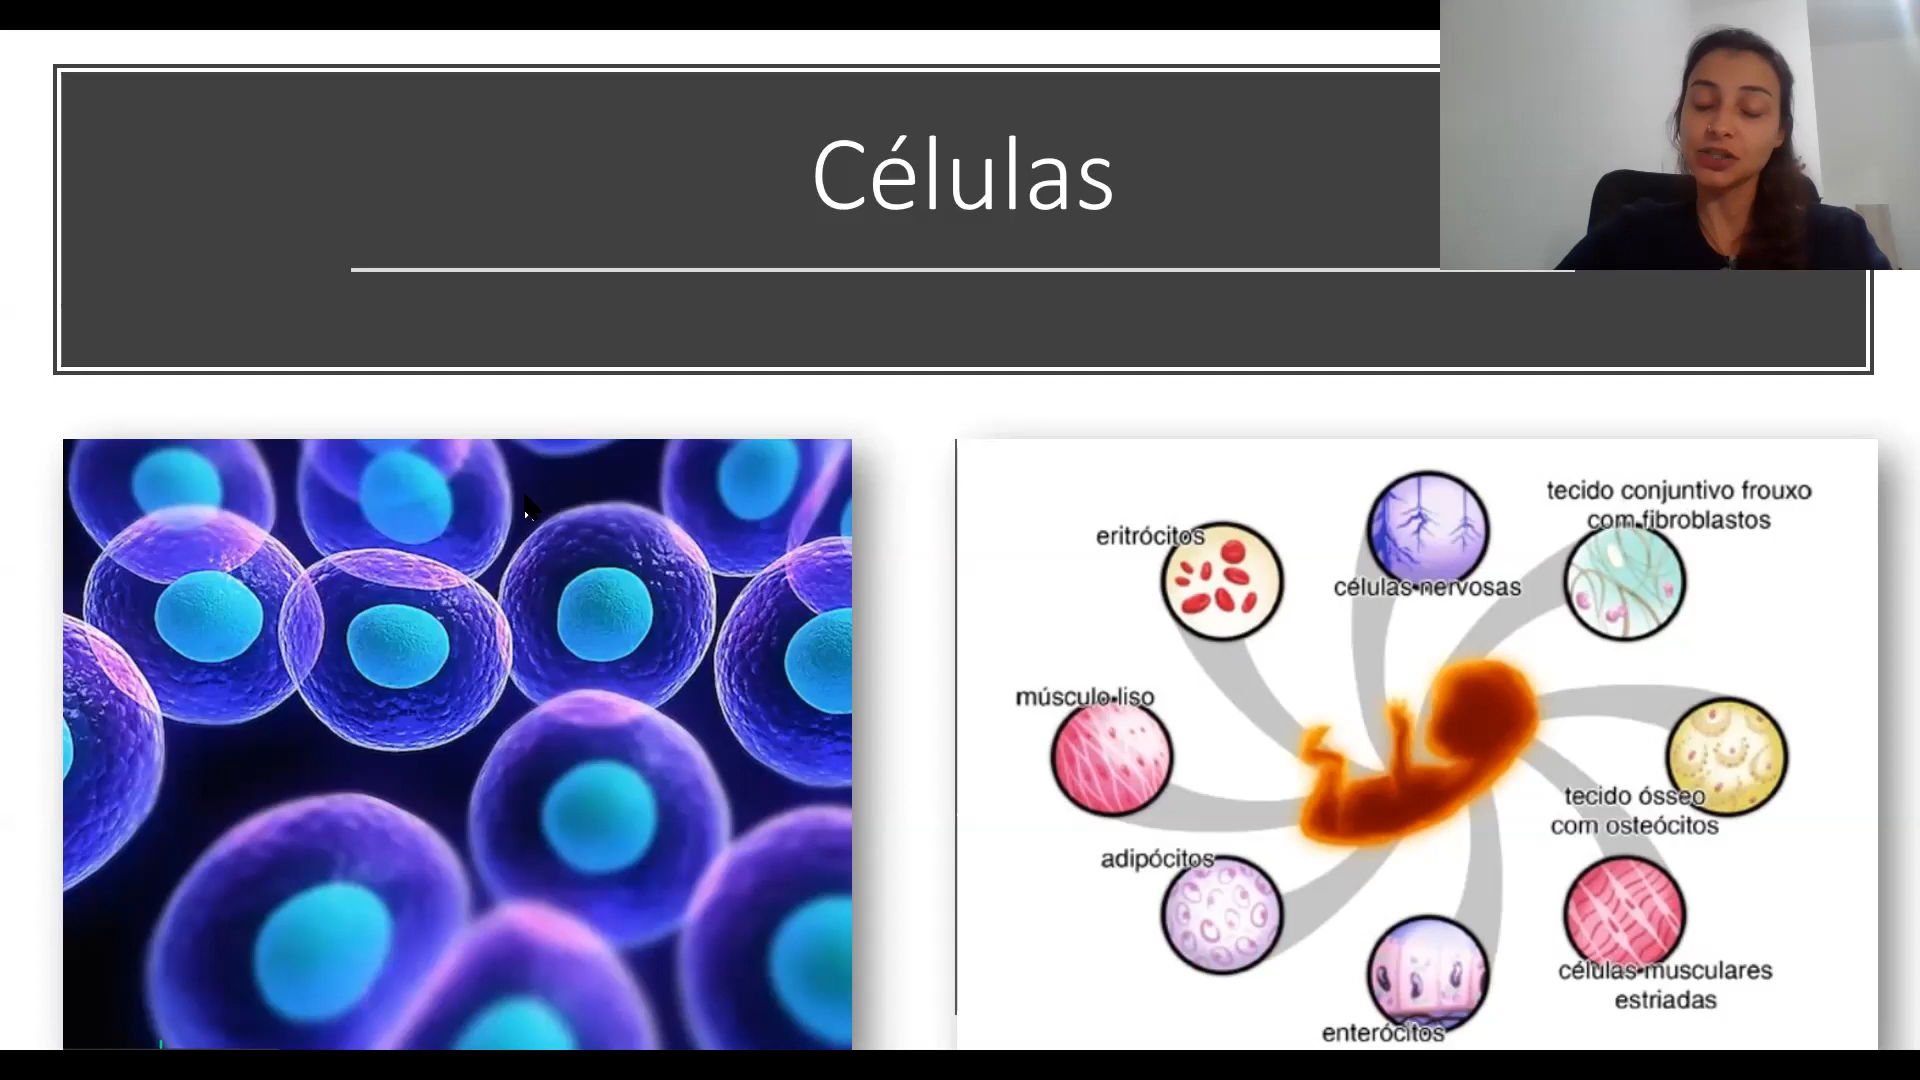 Células
eritrócitos
células nervosas
tecido conjuntivo frouxo
com fibroblastos
músculo liso
tecido ósseo
com osteócitos
adipócitos
células musculares
estriadas
enterócitos